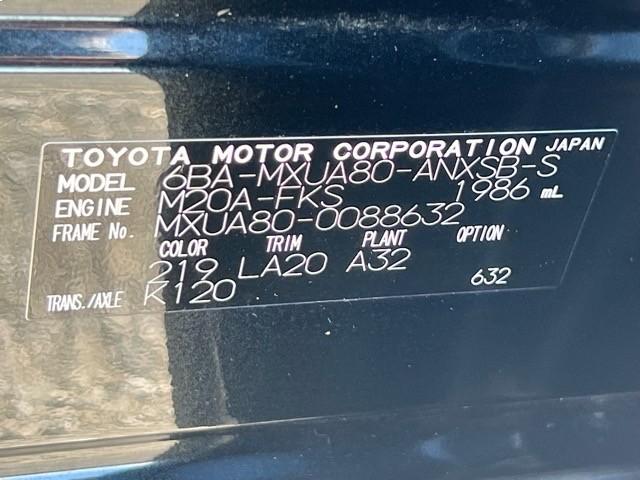 TOYOTA MOTOR CORPORATION JAPAN
MODEL 6BA-MXUA80-ANXSB-S
ENGINE M20A-FKS 1986 mL
FRAME No. MXUA80-0088632
COLOR TRIM PLANT OPTION
219 LA20 A32 632
TRANS./AXLE K120